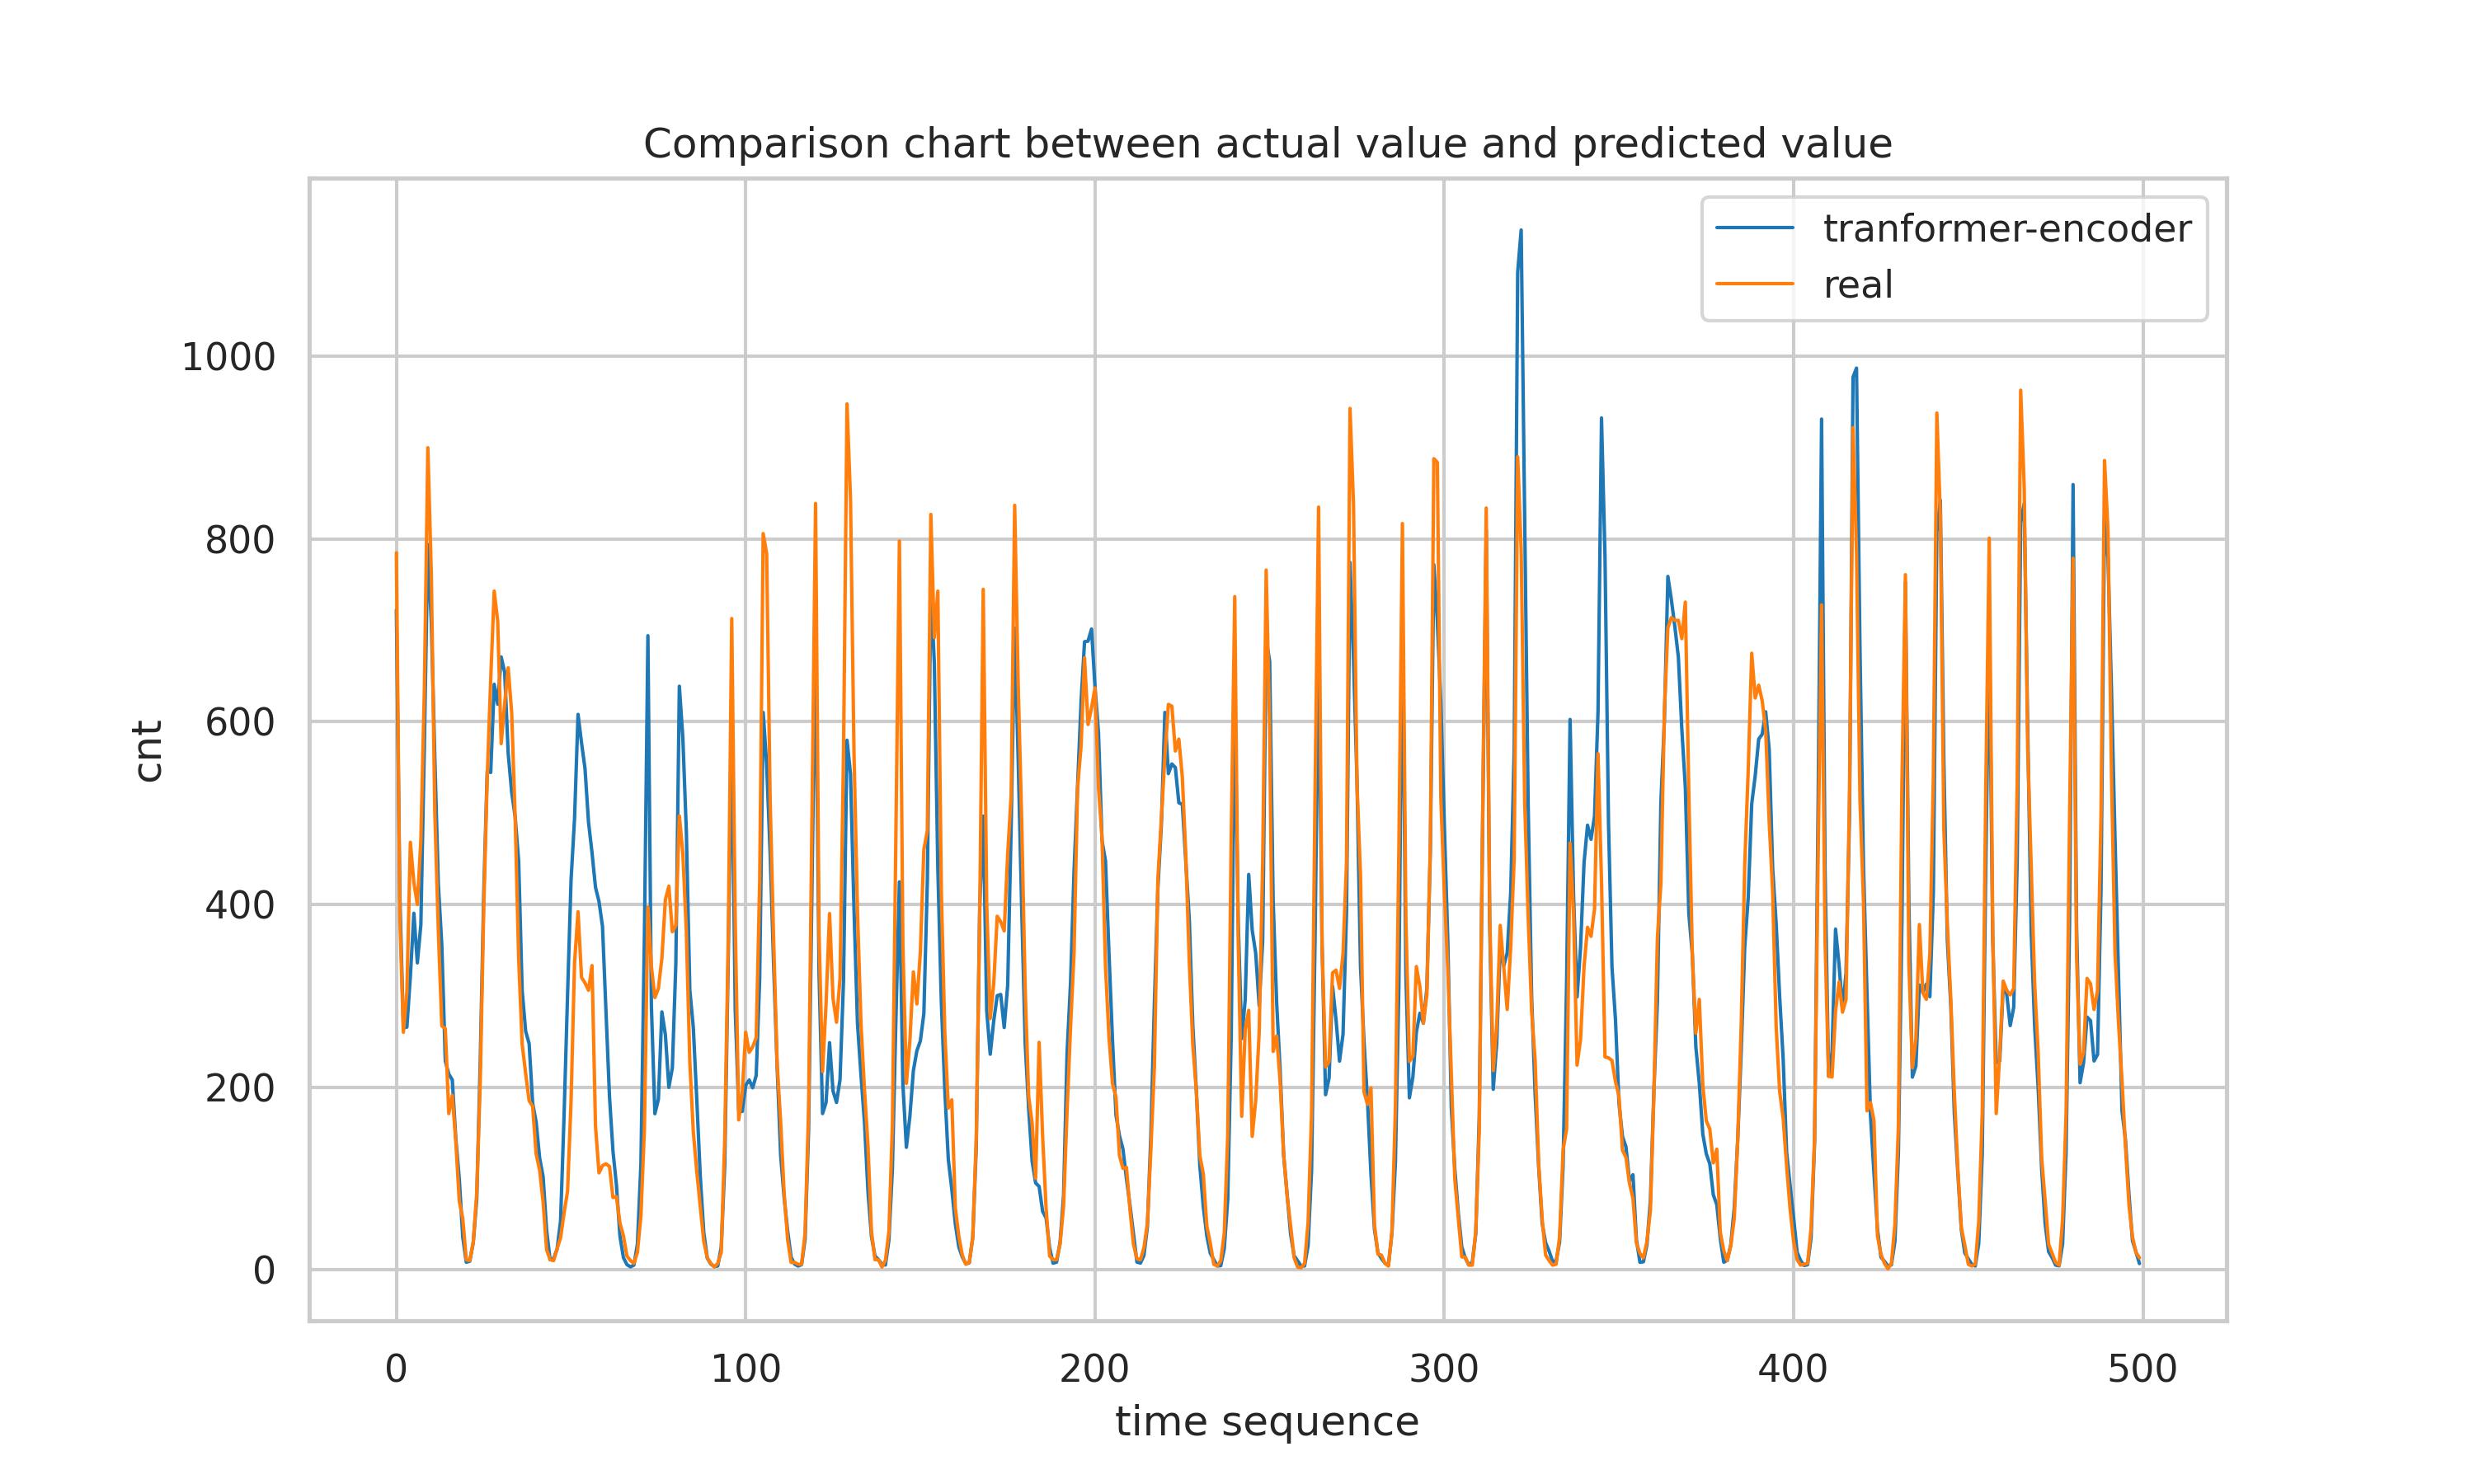 Comparison chart between actual value and predicted value
tranformer-encoder
real
1000
800
600
400
200
0
cnt
0 100 200 300 400 500
time sequence